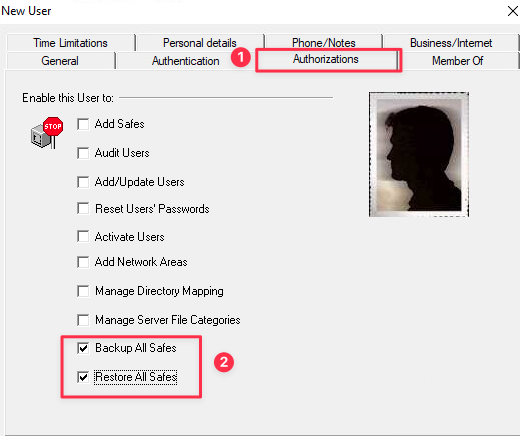 New User
Time Limitations Personal details Phone/Notes Business/Internet
General Authentication 1 Authorizations Member Of
Enable this User to:
STOP
Add Safes
Audit Users
Add/Update Users
Reset Users' Passwords
Activate Users
Add Network Areas
Manage Directory Mapping
Manage Server File Categories
Backup All Safes
2
Restore All Safes